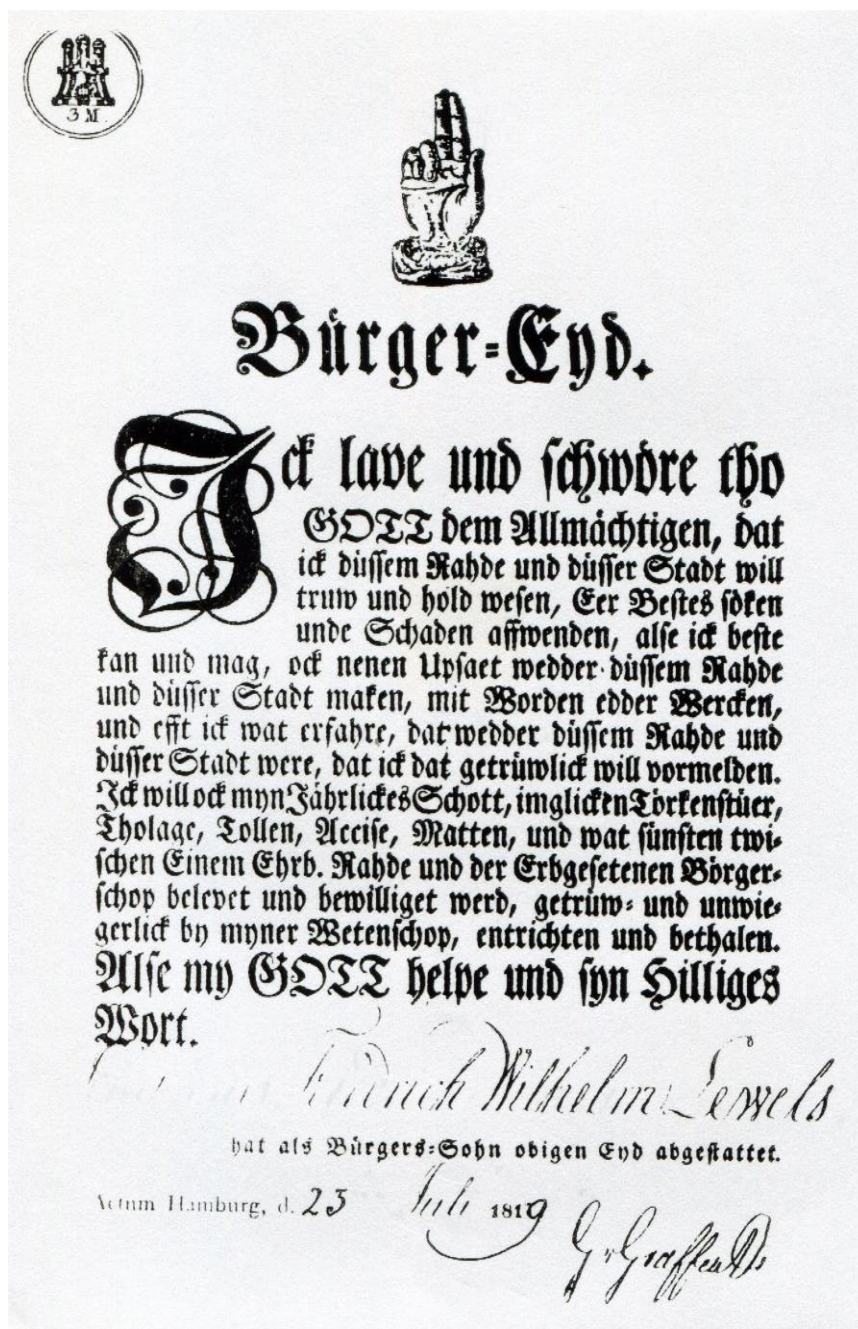 3 M.
Bürger=Eyd.
Ick lave und schwöre tho
GOTT dem Allmächtigen, dat
ick düssem Rahde und düsser Stadt will
truw und hold wesen, Eer Bestes söken
unde Schaden affwenden, alse ick beste
kan und mag, ock nenen Upsaet wedder düssem Rahde
und düsser Stadt maken, mit Worden edder Wercken,
und efft ick wat erfahre, dat wedder düssem Rahde und
düsser Stadt were, dat ick dat getrüwlick will vormelden.
Ick will ock myn Jährlickes Schott, imglicken Törkenstüer,
Tholage, Tollen, Accise, Matten, und wat sünsten twi=
schen Einem Ehrb. Rahde und der Erbgesetenen Börger=
schop belevet und bewilliget werd, getrüw= und unwie=
gerlick by myner Wetenschop, entrichten und bethalen.
Alse my GOTT helpe und syn Hilliges
Wort.
Friedrich Wilhelm Lewels
hat als Bürgers=Sohn obigen Eyd abgestattet.
Actum Hamburg, d. 23 Juli 1819